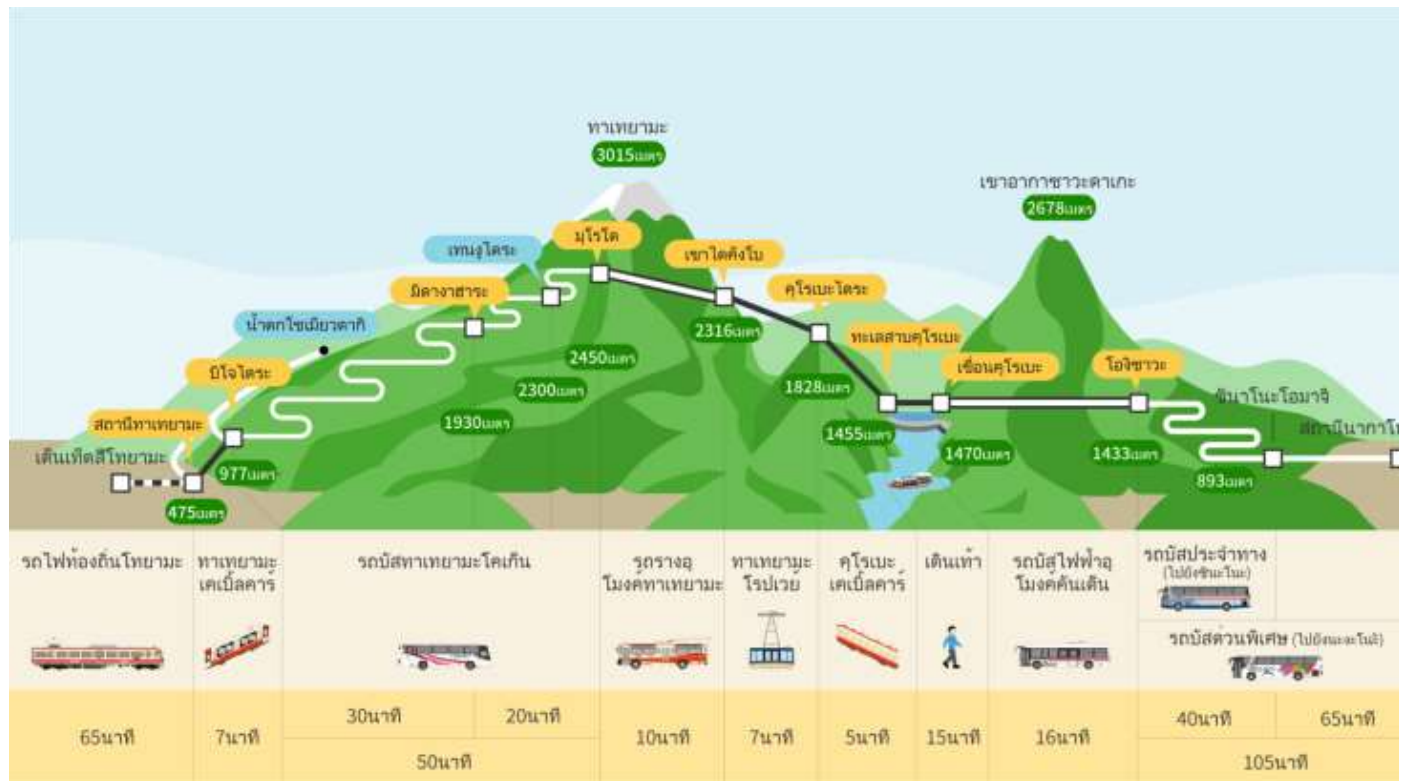 ทาเทยามะ
3015เมตร
เขาอากาซาวะดาเกะ
2678เมตร
เทนงูไดระ
มุโรโด
เขาไดคังโบ
มิดางาฮาระ
คุโรเบะไดระ
น้ำตกโชเมียวดากิ
ทะเลสาบคุโรเบะ
บิโจไดระ
เขื่อนคุโรเบะ
โองิซาวะ
สถานีทาเทยามะ
ชินาโนะโอมาจิ
เด็นเท็ตสึโทยามะ
2316เมตร
2450เมตร
2300เมตร
1828เมตร
1930เมตร
1455เมตร
1470เมตร
1433เมตร
977เมตร
893เมตร
475เมตร
รถไฟท้องถิ่นโทยามะ
ทาเทยามะ
เคเบิ้ลคาร์
รถบัสทาเทยามะโคเก็น
รถรางอุ
โมงค์ทาเทยามะ
ทาเทยามะ
โรปเวย์
คุโรเบะ
เคเบิ้ลคาร์
เดินเท้า
รถบัสไฟฟ้าอุ
โมงค์คันเด็น
รถบัสประจำทาง
(ไปยังชินะโนะ)
รถบัสด่วนพิเศษ
65นาที
7นาที
30นาที
20นาที
50นาที
10นาที
7นาที
5นาที
15นาที
16นาที
40นาที
65นาที
105นาที